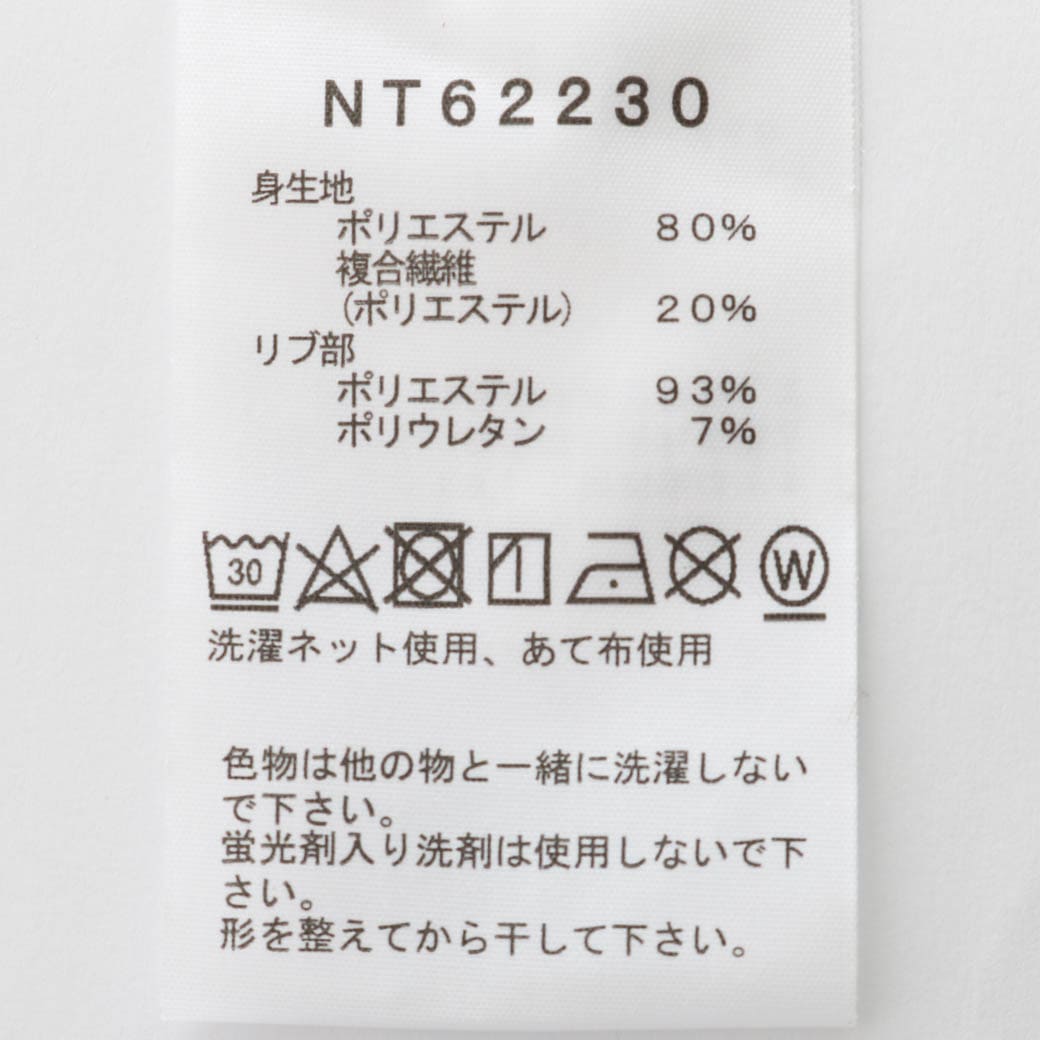 NT62230
身生地
ポリエステル 80%
複合繊維
(ポリエステル) 20%
リブ部
ポリエステル 93%
ポリウレタン 7%
30 W
洗濯ネット使用、あて布使用
色物は他の物と一緒に洗濯しない
で下さい。
蛍光剤入り洗剤は使用しないで下
さい。
形を整えてから干して下さい。